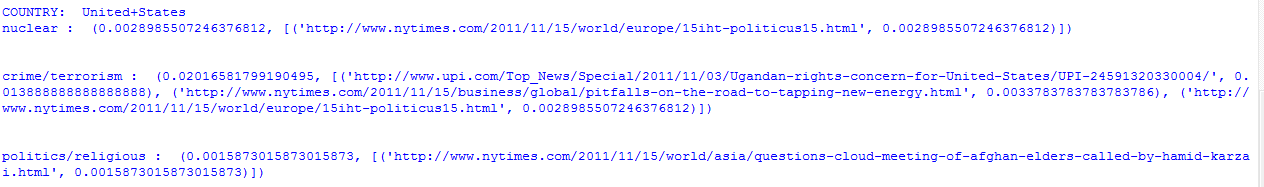 COUNTRY:  United+States
nuclear :  (0.0028985507246376812, [('http://www.nytimes.com/2011/11/15/world/europe/15iht-politicus15.html', 0.0028985507246376812)])
crime/terrorism :  (0.02016581799190495, [('http://www.upi.com/Top_News/Special/2011/11/03/Ugandan-rights-concern-for-United-States/UPI-24591320330004/', 0.
013888888888888888), ('http://www.nytimes.com/2011/11/15/business/global/pitfalls-on-the-road-to-tapping-new-energy.html', 0.0033783783783783786), ('http://
www.nytimes.com/2011/11/15/world/europe/15iht-politicus15.html', 0.0028985507246376812)])
politics/religious :  (0.0015873015873015873, [('http://www.nytimes.com/2011/11/15/world/asia/questions-cloud-meeting-of-afghan-elders-called-by-hamid-karza
i.html', 0.0015873015873015873)])